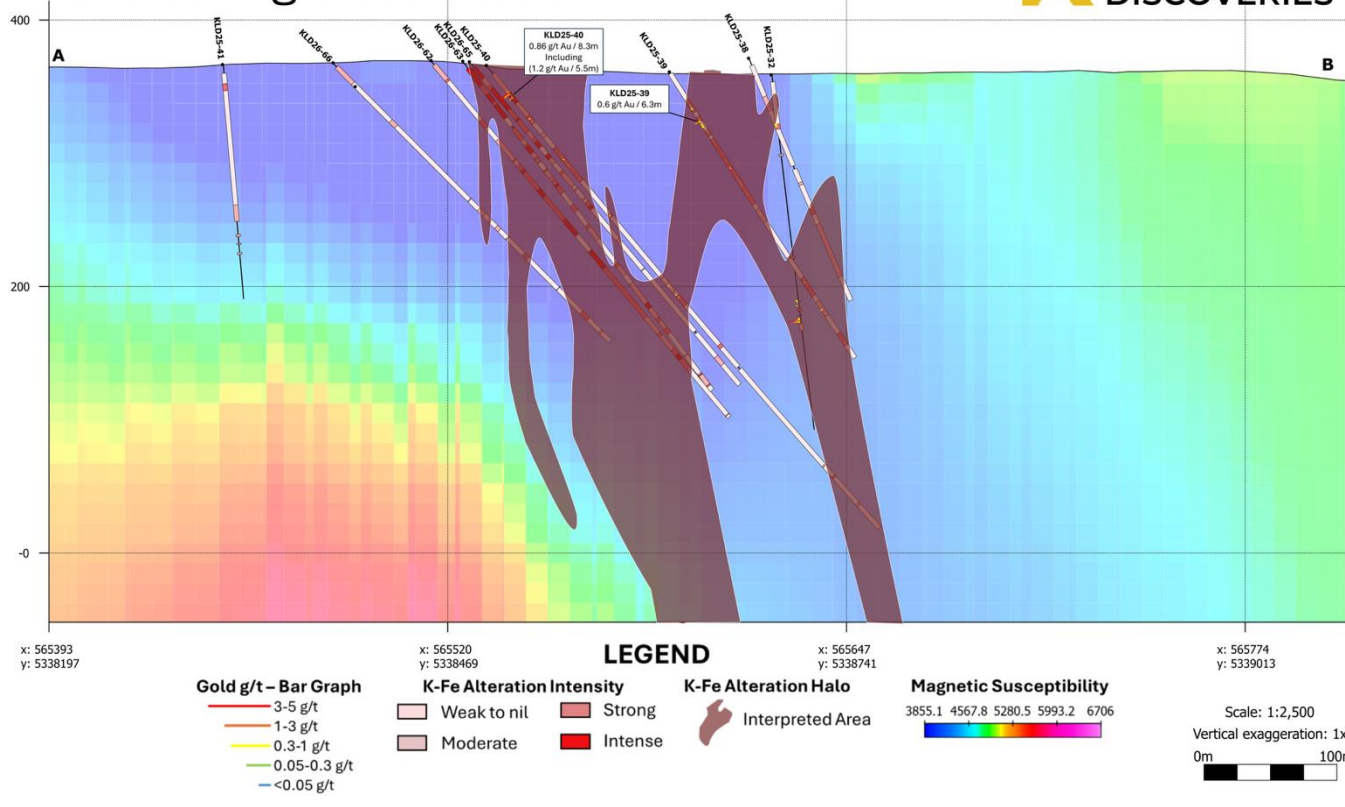 DISCOVERIES
400
A
KLD25-41
KLD26-66
KLD26-62
KLD26-63
KLD26-65
KLD25-40
KLD25-40
0.86 g/t Au / 8.3m
Including
(1.2 g/t Au / 5.5m)
KLD25-39
KLD25-39
0.6 g/t Au / 6.3m
KLD25-38
KLD25-32
B
200
-0
x: 565393
y: 5338197
x: 565520
y: 5338469
x: 565647
y: 5338741
x: 565774
y: 5339013
LEGEND
Gold g/t – Bar Graph
3-5 g/t
1-3 g/t
0.3-1 g/t
0.05-0.3 g/t
<0.05 g/t
K-Fe Alteration Intensity
Weak to nil
Moderate
Strong
Intense
K-Fe Alteration Halo
Interpreted Area
Magnetic Susceptibility
3855.1 4567.8 5280.5 5993.2 6706
Scale: 1:2,500
Vertical exaggeration: 1x
0m 100m